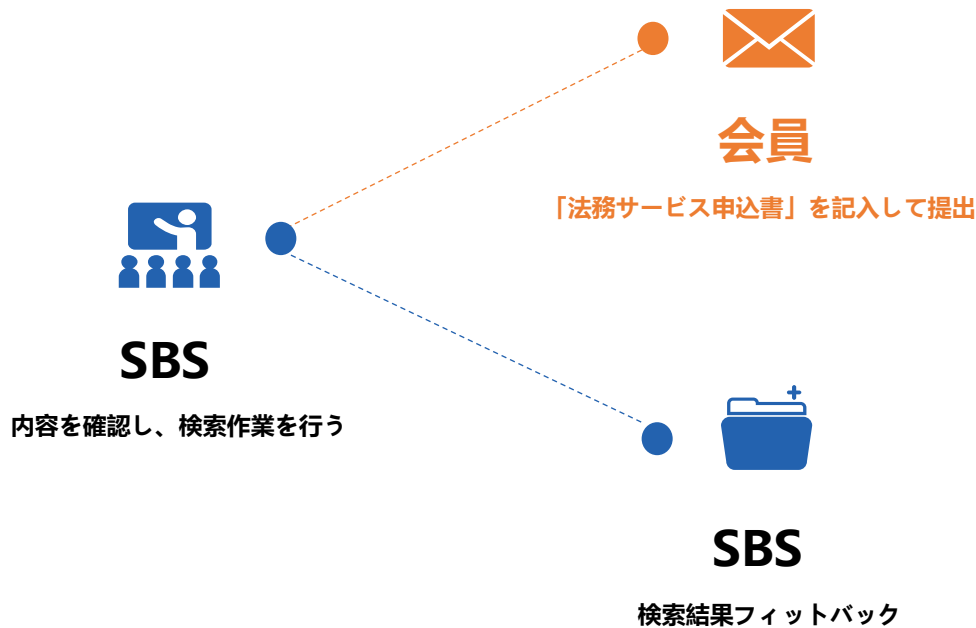 会員
「法務サービス申込書」を記入して提出
SBS
内容を確認し、検索作業を行う
SBS
検索結果フィットバック